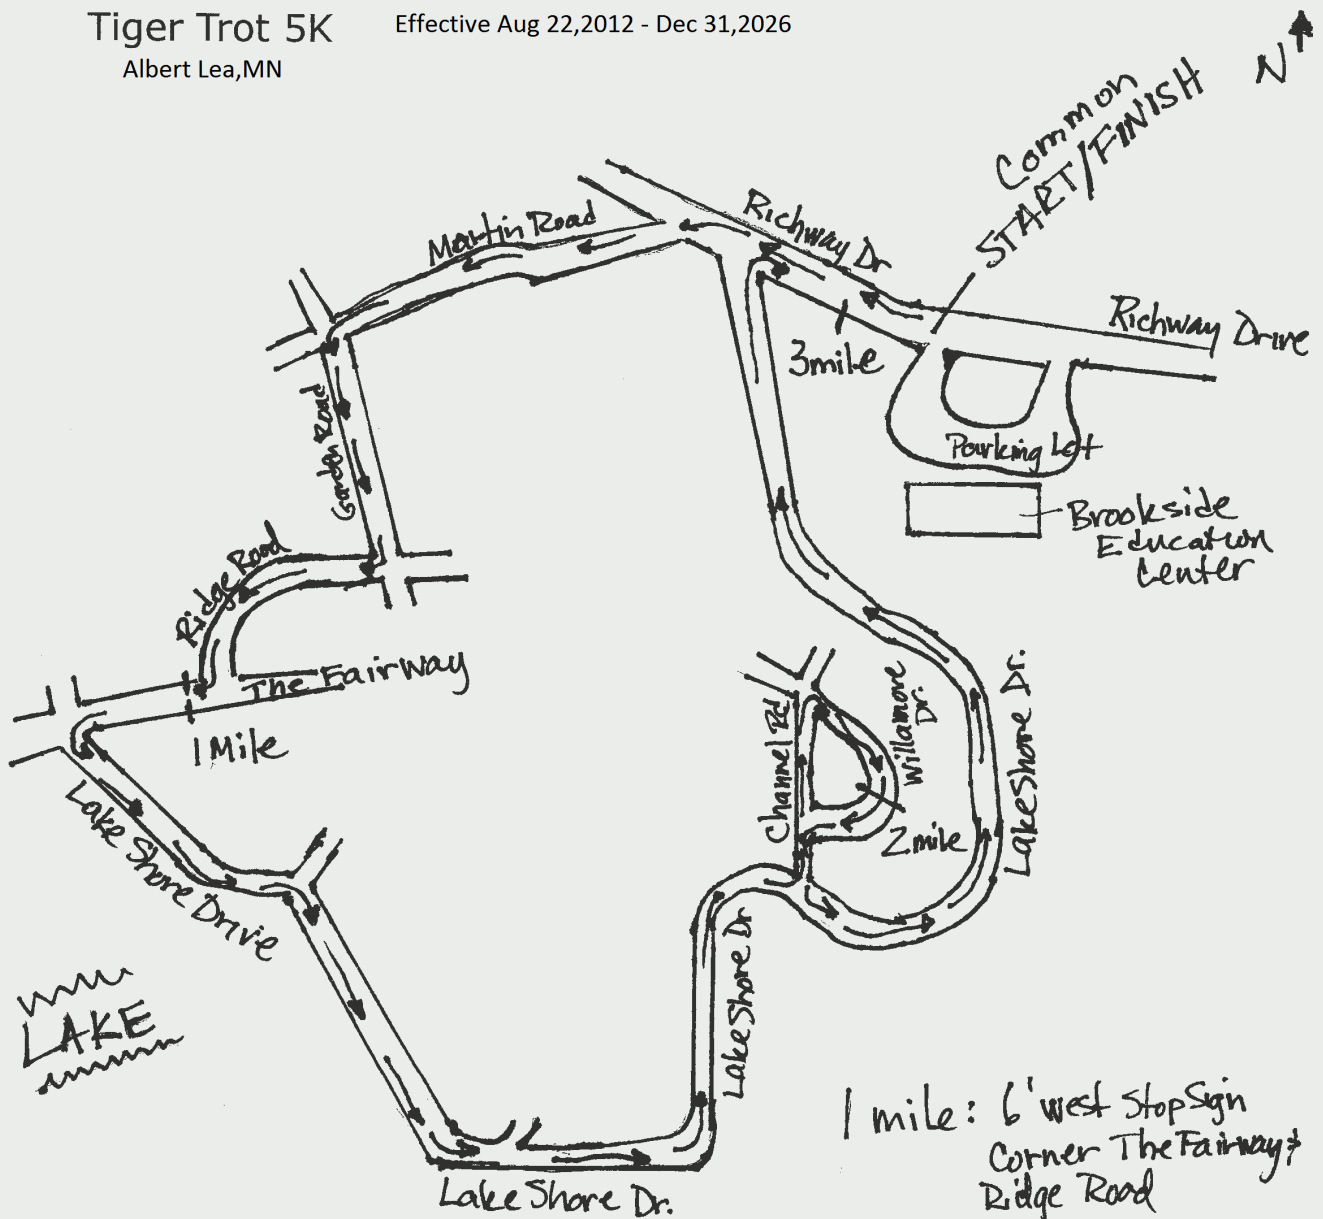 Tiger Trot 5K
Effective Aug 22,2012 - Dec 31,2026
Albert Lea,MN
N
Common
START/FINISH
Martin Road
Richway Dr
Richway Drive
3mile
Garden Road
Parking Lot
Brookside
Education
Center
Ridge Road
The Fairway
1 Mile
Channel Rd
Willamore
Dr.
Lake Shore Dr.
2mile
Lake Shore Drive
LAKE
Lake Shore Dr
Lake Shore Dr.
1 mile: 6' west Stop Sign
Corner The Fairway &
Ridge Road